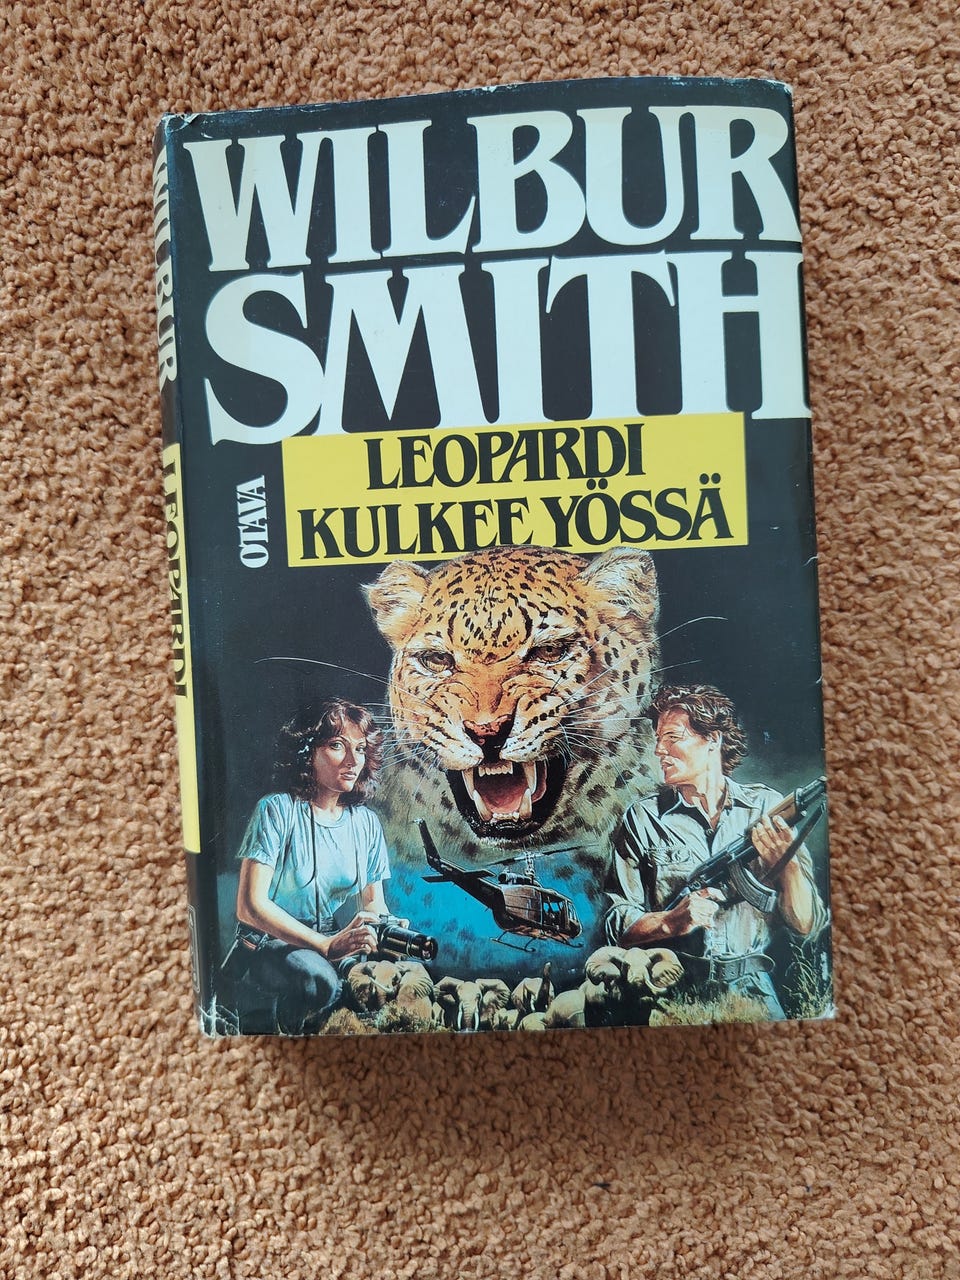 WILBUR
SMITH
LEOPARDI
KULKEE YÖSSÄ
OTAVA
WILBUR
LEOPARDI